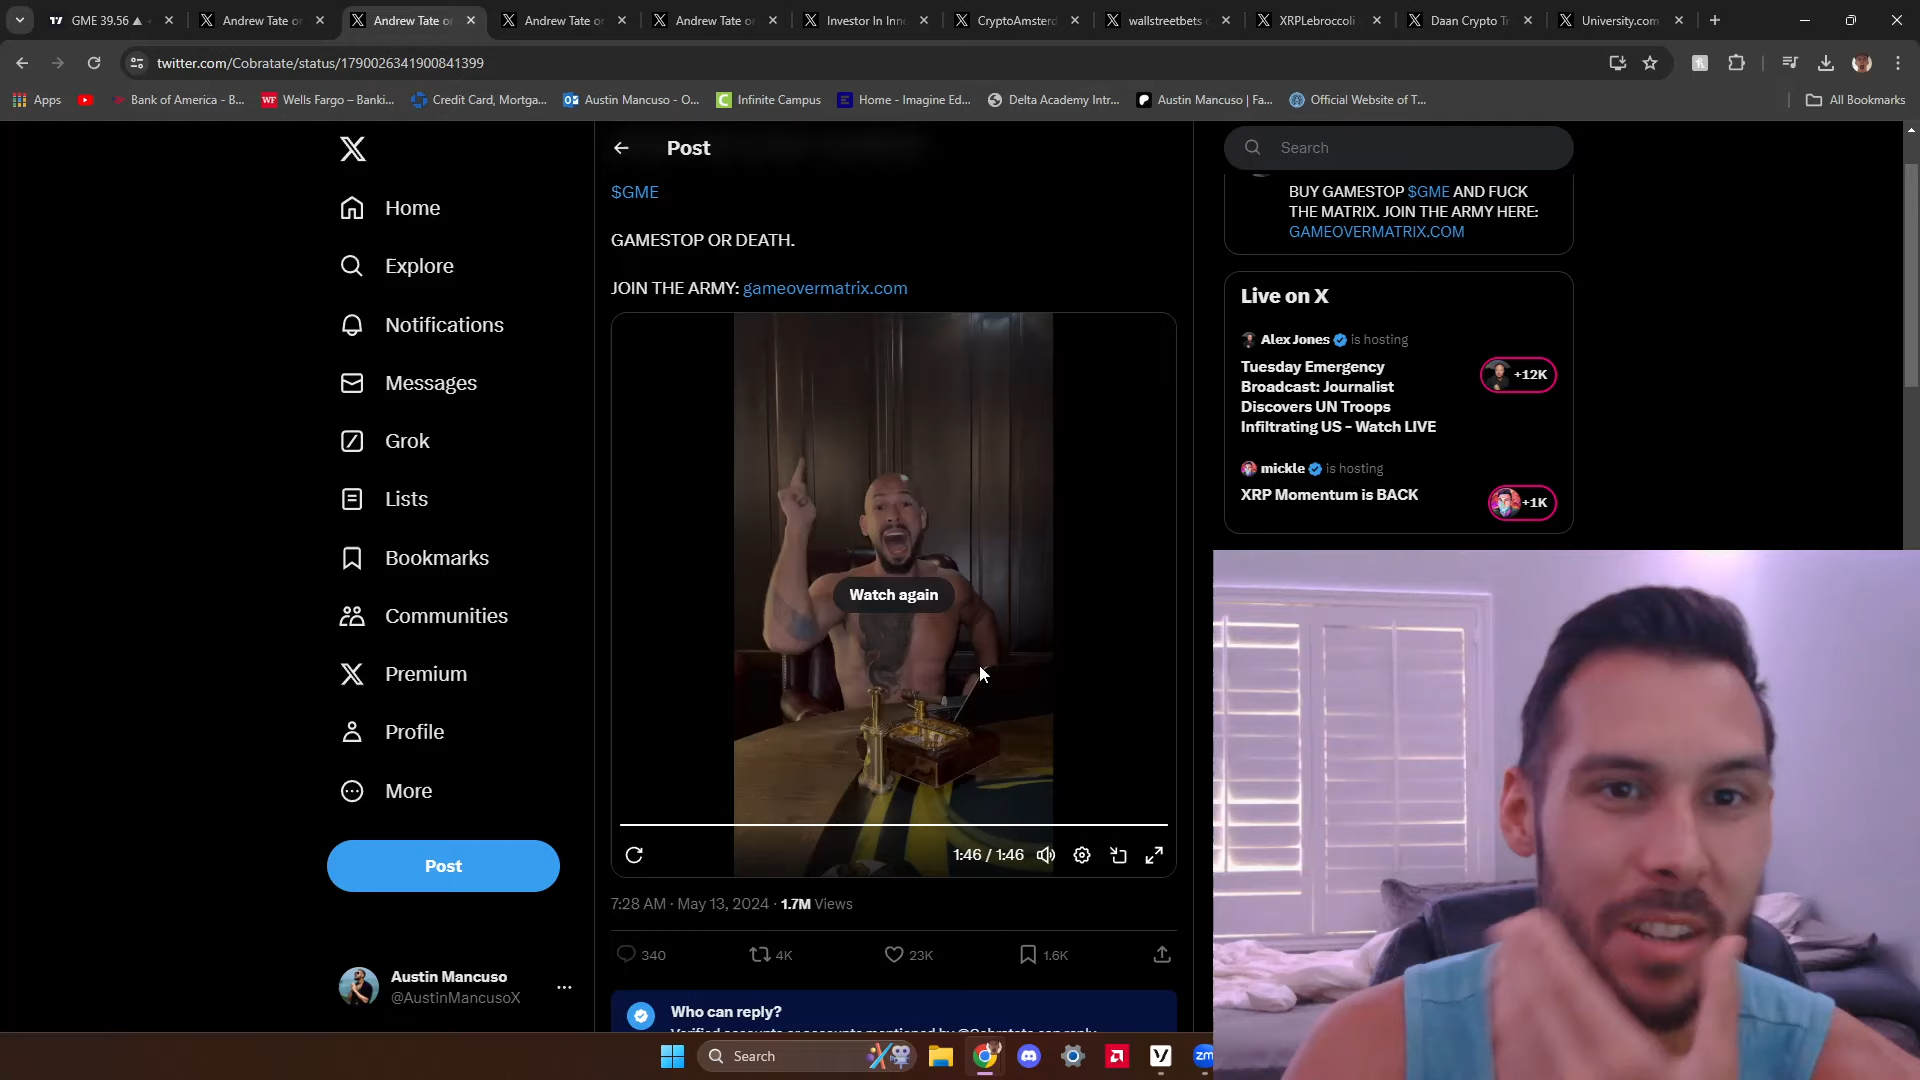 GME 39.56 ▲
Andrew Tate or
Andrew Tate or
Andrew Tate or
Andrew Tate or
Investor In Inn
CryptoAmsterd
wallstreetbets
XRPLebroccoli
Daan Crypto T
University.com
twitter.com/Cobratate/status/1790026341900841399
Apps
Bank of America - B...
WF
Wells Fargo – Banki...
Credit Card, Mortga...
Austin Mancuso - O...
Infinite Campus
Home - Imagine Ed...
Delta Academy Intr...
Austin Mancuso | Fa...
Official Website of T...
All Bookmarks
Home
Explore
Notifications
Messages
Grok
Lists
Bookmarks
Communities
Premium
Profile
More
Post
Austin Mancuso
@AustinMancusoX
Post
$GME
GAMESTOP OR DEATH.
JOIN THE ARMY: gameovermatrix.com
Watch again
1:46 / 1:46
7:28 AM · May 13, 2024 · 1.7M Views
340
4K
23K
1.6K
Who can reply?
Search
BUY GAMESTOP $GME AND FUCK
THE MATRIX. JOIN THE ARMY HERE:
GAMEOVERMATRIX.COM
Live on X
Alex Jones is hosting
Tuesday Emergency
Broadcast: Journalist
Discovers UN Troops
Infiltrating US - Watch LIVE
+12K
mickle is hosting
XRP Momentum is BACK
+1K
Search
zm